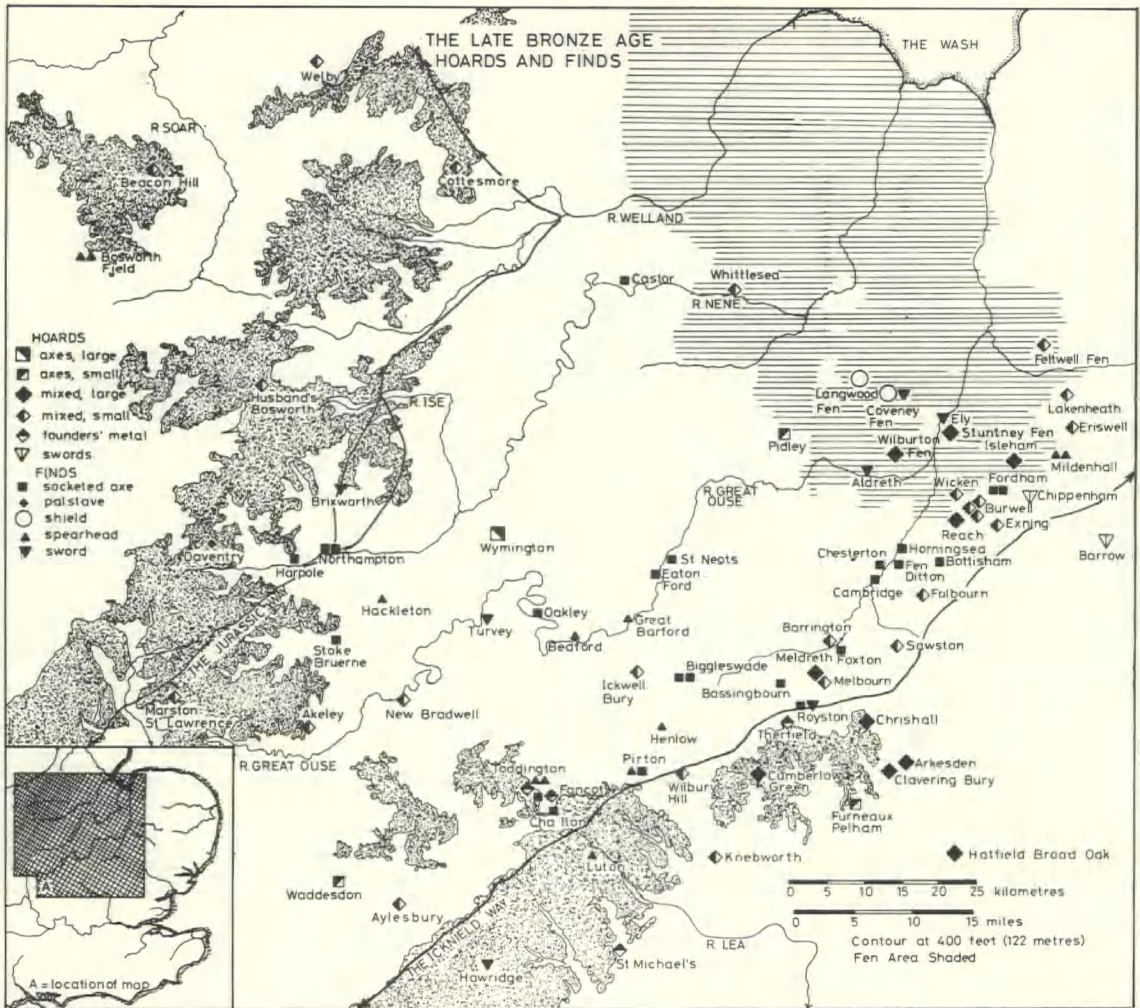 THE LATE BRONZE AGE
HOARDS AND FINDS
THE WASH
Welby
R.SOAR
Beacon Hill
Cottesmore
R.WELLAND
Bosworth
Field
Castor
Whittlesea
R.NENE
HOARDS
axes, large
axes, small
mixed, large
mixed, small
founders' metal
swords
FINDS
socketed axe
palstave
shield
spearhead
sword
Husband's
Bosworth
R.ISE
Feltwell Fen
Langwood
Fen
Coveney
Fen
Ely
Lakenheath
Eriswell
Pidley
Wilburton
Fen
Stuntney Fen
Isleham
Mildenhall
Aldreth
Wicken
Fordham
Chippenham
Brixworth
R.GREAT
OUSE
Burwell
Exning
Reach
Barrow
Daventry
Harpole
Northampton
Wymington
St Neots
Eaton
Ford
Chesterton
Horningsea
Fen
Ditton
Bottisham
Cambridge
Fulbourn
Hackleton
Turvey
Oakley
Great
Barford
Bedford
THE JURASSIC
Stoke
Bruerne
Barrington
Foxton
Sawston
Meldreth
Melbourn
Biggleswade
Bassingbourn
Ickwell
Bury
Marston
St Lawrence
Akeley
New Bradwell
Royston
Therfield
Chrishall
Henlow
R.GREAT OUSE
Toddington
Pirton
Wilbury
Hill
Cumberlow
Green
Arkesden
Clavering Bury
Furneaux
Pelham
Luton
Knebworth
Hatfield Broad Oak
Waddesdon
Aylesbury
THE ICKNIELD WAY
0 5 10 15 20 25 kilometres
0 5 10 15 miles
R.LEA
Contour at 400 feet (122 metres)
Fen Area Shaded
St Michael's
Hawridge
A
A = location of map